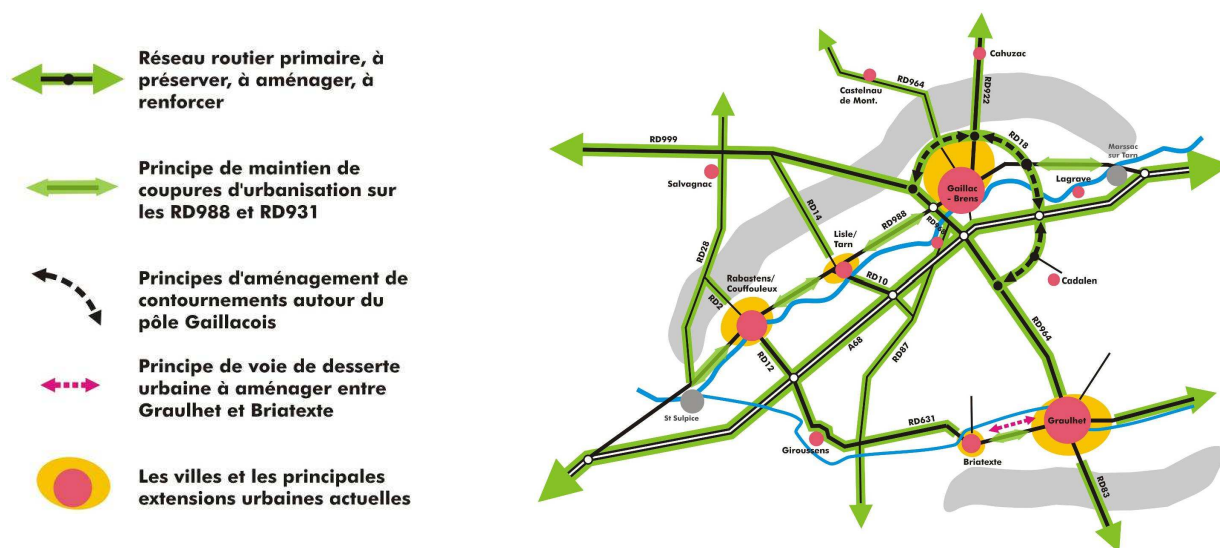 Réseau routier primaire, à
préserver, à aménager, à
renforcer
Principe de maintien de
coupures d'urbanisation sur
les RD988 et RD931
Principes d'aménagement de
contournements autour du
pôle Gaillacois
Principe de voie de desserte
urbaine à aménager entre
Graulhet et Briatexte
Les villes et les principales
extensions urbaines actuelles
Cahuzac
RD964
Castelnau
de Mont.
RD922
RD999
RD18
Marssac
sur Tarn
Salvagnac
Gaillac
- Brens
Lagrave
RD14
RD988
Lisle/
Tarn
RD28
Rabastens/
Couffouleux
RD10
Cadalen
RD2
RD964
A68
RD87
RD12
St Sulpice
RD631
Graulhet
Giroussens
Briatexte
RD83